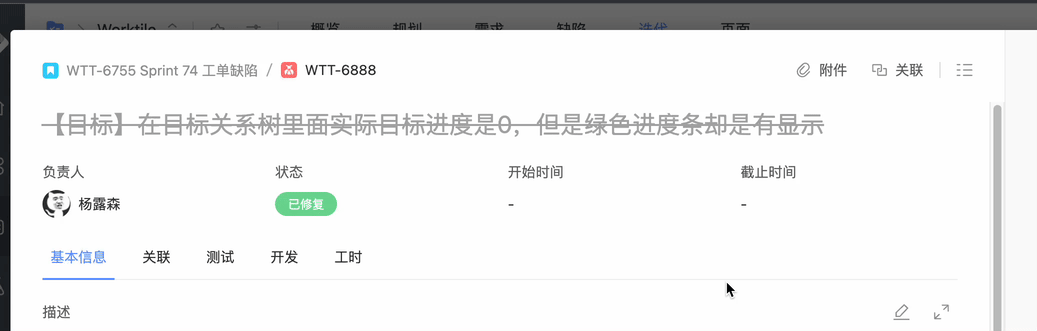 Worktile 概览 规划 需求 缺陷 迭代 页面
WTT-6755 Sprint 74 工单缺陷 / WTT-6888 附件 关联
【目标】在目标关系树里面实际目标进度是0，但是绿色进度条却是有显示
负责人 状态 开始时间 截止时间
杨露森 已修复 - -
基本信息 关联 测试 开发 工时
描述